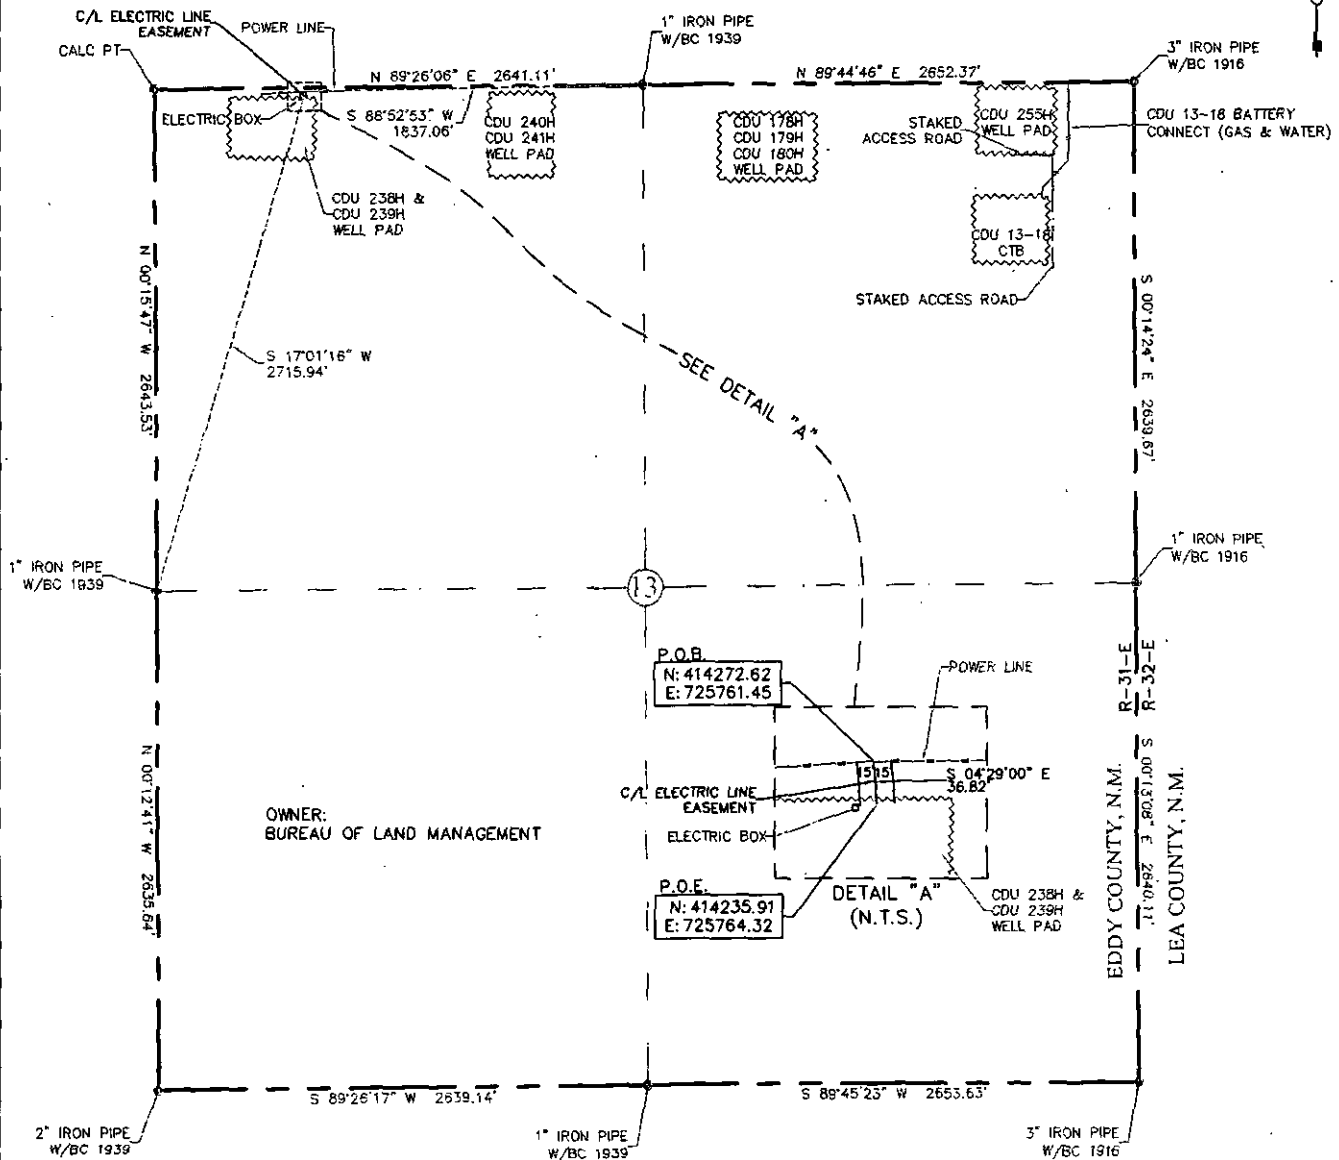 C/L ELECTRIC LINE
EASEMENT
POWER LINE
CALC PT
1" IRON PIPE
W/BC 1939
3" IRON PIPE
W/BC 1916
N 89°26'06" E 2641.11'
N 89°44'46" E 2652.37'
ELECTRIC BOX
S 88°52'53" W
1837.06'
CDU 240H
CDU 241H
WELL PAD
CDU 178H
CDU 179H
CDU 180H
WELL PAD
STAKED
ACCESS ROAD
CDU 255H
WELL PAD
CDU 13-18 BATTERY
CONNECT (GAS & WATER)
CDU 238H &
CDU 239H
WELL PAD
CDU 13-18
CTB
STAKED ACCESS ROAD
N 00°15'47" W 2643.53'
S 00°14'24" E 2639.67'
S 17°01'16" W
2715.94'
SEE DETAIL "A"
1" IRON PIPE
W/BC 1939
13
1" IRON PIPE
W/BC 1916
P.O.B.
N: 414272.62
E: 725761.45
POWER LINE
R-31-E
R-32-E
15
15
S 04°29'00" E
36.82'
C/L ELECTRIC LINE
EASEMENT
ELECTRIC BOX
N 00°12'41" W 2635.64'
S 00°13'08" E 2640.11'
OWNER:
BUREAU OF LAND MANAGEMENT
P.O.E.
N: 414235.91
E: 725764.32
DETAIL "A"
(N.T.S.)
CDU 238H &
CDU 239H
WELL PAD
EDDY COUNTY, N.M.
LEA COUNTY, N.M.
S 89°26'17" W 2639.14'
S 89°45'23" W 2653.63'
2" IRON PIPE
W/BC 1939
1" IRON PIPE
W/BC 1939
3" IRON PIPE
W/BC 1916